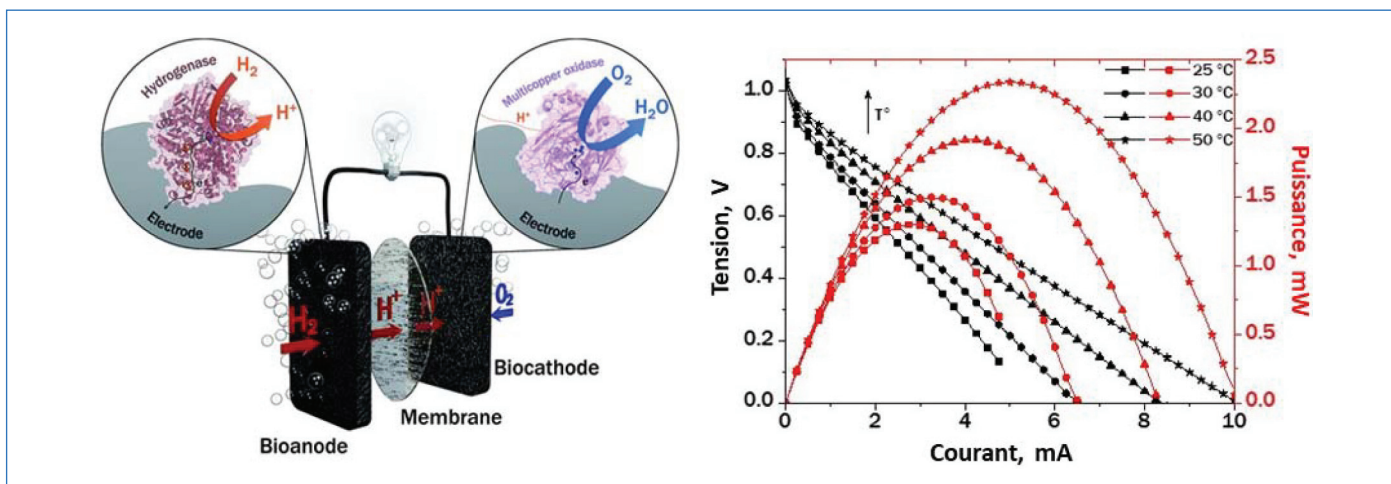 Hydrogenase
H₂
H⁺
e⁻
Electrode
Multicopper oxidase
O₂
H₂O
H⁺
Electrode
H₂
H⁺
H⁺
O₂
Bioanode
Membrane
Biocathode
Tension, V
1.0
0.8
0.6
0.4
0.2
0.0
T°
25 °C
30 °C
40 °C
50 °C
2.5
2.0
1.5
1.0
0.5
0.0
Puissance, mW
0
2
4
6
8
10
Courant, mA